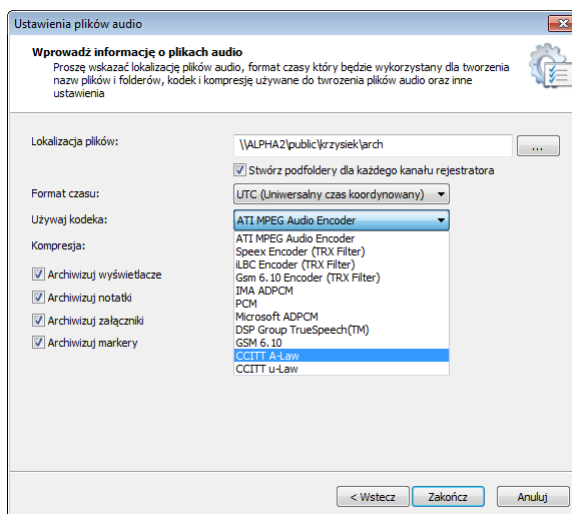 Ustawienia plików audio
Wprowadź informację o plikach audio
Proszę wskazać lokalizację plików audio, format czasy który będzie wykorzystany dla tworzenia
nazw plików i folderów, kodek i kompresję używane do twrozenia plików audio oraz inne
ustawienia
Lokalizacja plików:
\\ALPHA2\public\krzysiek\arch
...
Stwórz podfoldery dla każdego kanału rejestratora
Format czasu:
UTC (Uniwersalny czas koordynowany)
Używaj kodeka:
ATI MPEG Audio Encoder
Kompresja:
ATI MPEG Audio Encoder
Speex Encoder (TRX Filter)
iLBC Encoder (TRX Filter)
Gsm 6.10 Encoder (TRX Filter)
IMA ADPCM
PCM
Microsoft ADPCM
DSP Group TrueSpeech(TM)
GSM 6.10
CCITT A-Law
CCITT u-Law
Archiwizuj wyświetlacze
Archiwizuj notatki
Archiwizuj załączniki
Archiwizuj markery
< Wstecz
Zakończ
Anuluj